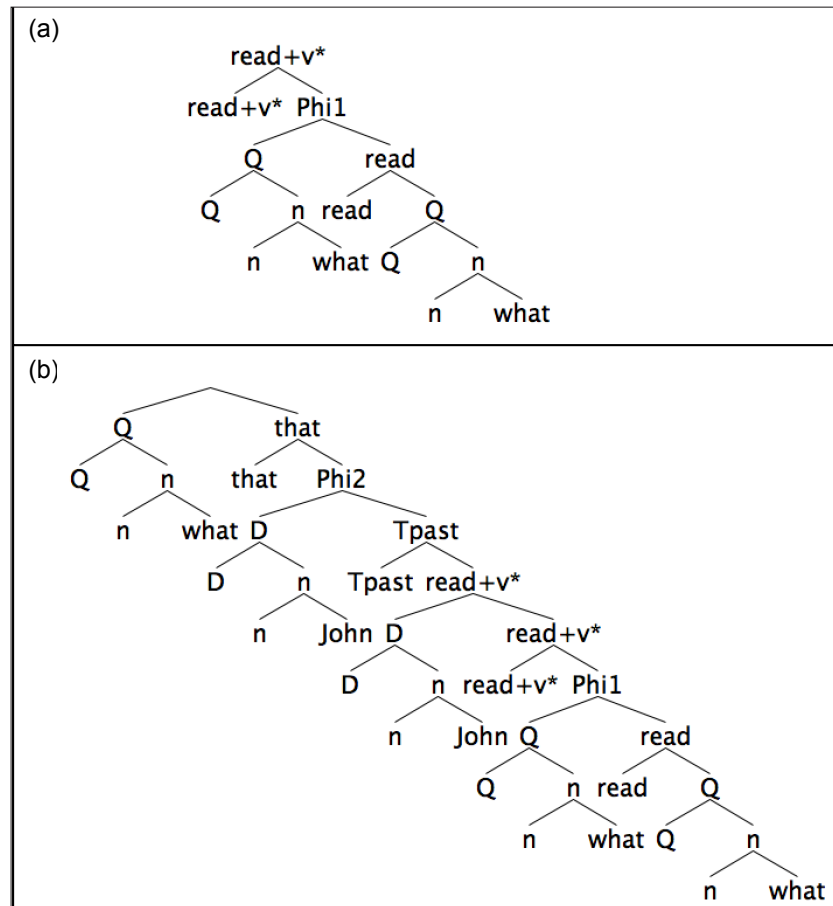 (a)
read+v*
read+v* Phi1
Q read
Q n read Q
n what Q n
n what
(b)
Q that
Q n that Phi2
n what D Tpast
D n Tpast read+v*
n John D read+v*
D n read+v* Phi1
n John Q read
Q n read Q
n what Q n
n what